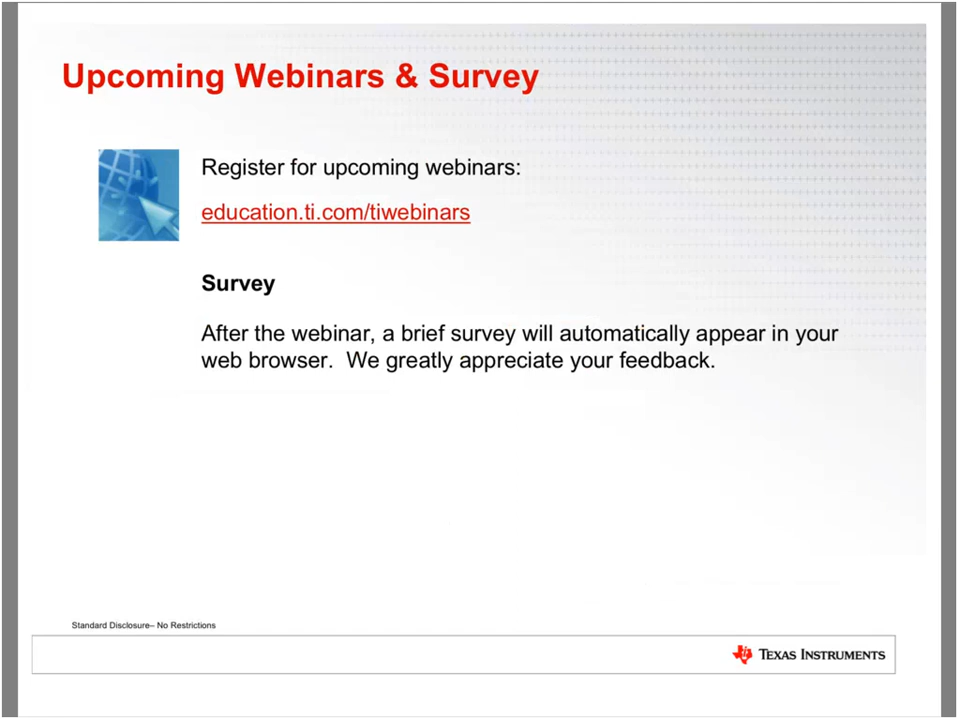 Upcoming Webinars & Survey
Register for upcoming webinars:
education.ti.com/tiwebinars
Survey
After the webinar, a brief survey will automatically appear in your
web browser.  We greatly appreciate your feedback.
Standard Disclosure– No Restrictions
TEXAS INSTRUMENTS